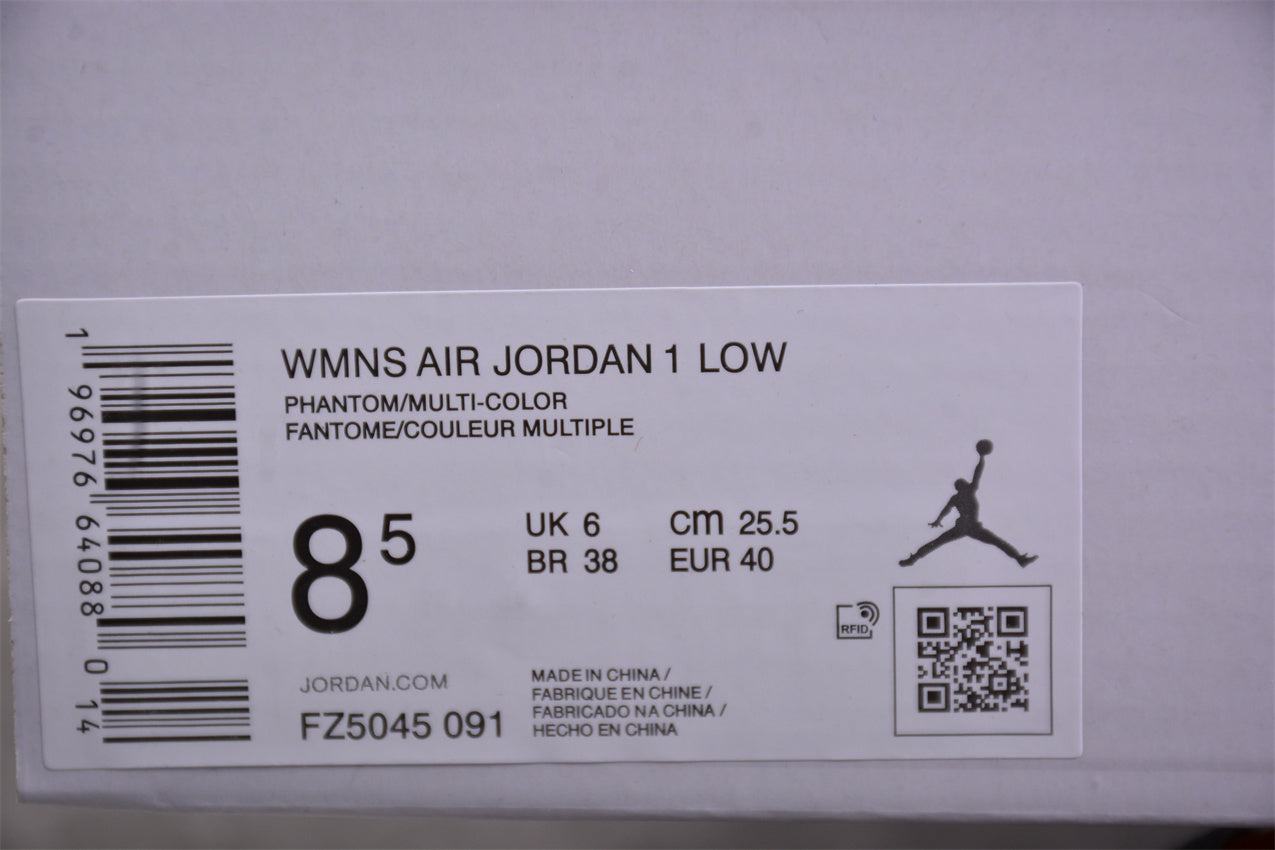 WMNS AIR JORDAN 1 LOW
PHANTOM/MULTI-COLOR
FANTOME/COULEUR MULTIPLE
8 5
UK 6 cm 25.5
BR 38 EUR 40
RFID
JORDAN.COM
FZ5045 091
MADE IN CHINA /
FABRIQUE EN CHINE /
FABRICADO NA CHINA /
HECHO EN CHINA
1 96976 64088 0 14